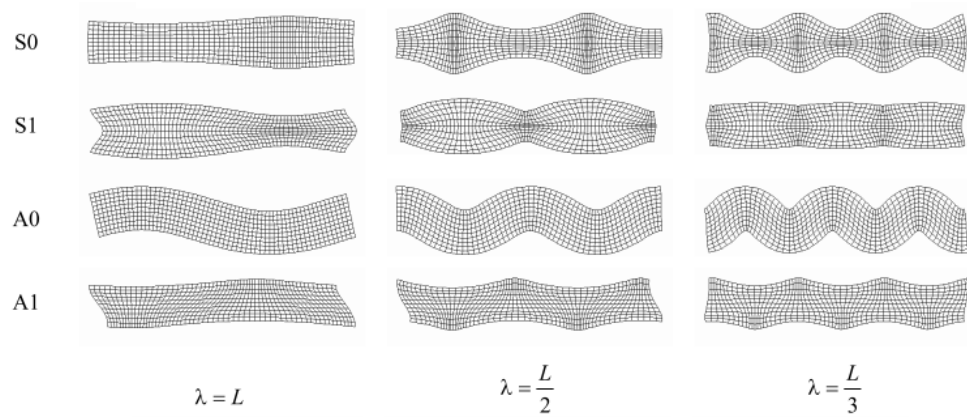 S0
S1
A0
A1
λ = L
λ = L/2
λ = L/3